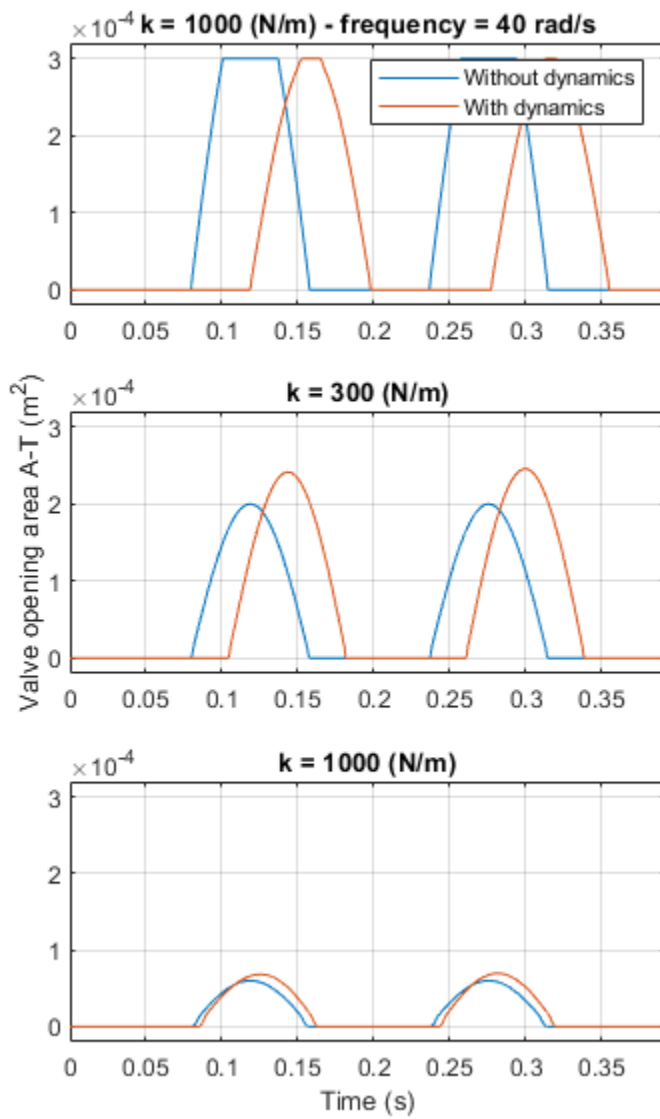 ×10⁻⁴ k = 1000 (N/m) - frequency = 40 rad/s
Without dynamics
With dynamics
3
2
1
0
0 0.05 0.1 0.15 0.2 0.25 0.3 0.35
Valve opening area A-T (m²)
×10⁻⁴ k = 300 (N/m)
3
2
1
0
0 0.05 0.1 0.15 0.2 0.25 0.3 0.35
×10⁻⁴ k = 1000 (N/m)
3
2
1
0
0 0.05 0.1 0.15 0.2 0.25 0.3 0.35
Time (s)